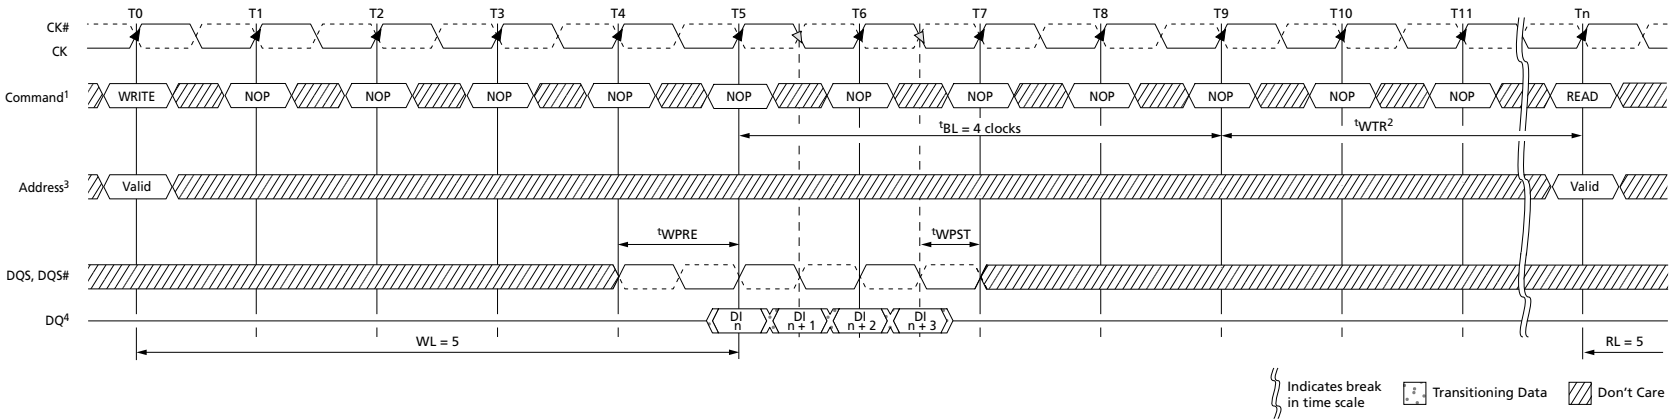 T0 T1 T2 T3 T4 T5 T6 T7 T8 T9 T10 T11 Tn
CK#
CK
Command1 WRITE NOP NOP NOP NOP NOP NOP NOP NOP NOP NOP NOP READ
tBL = 4 clocks tWTR2
Address3 Valid Valid
tWPRE tWPST
DQS, DQS#
DQ4 DI n DI n + 1 DI n + 2 DI n + 3
WL = 5 RL = 5
Indicates break
in time scale
Transitioning Data
Don't Care